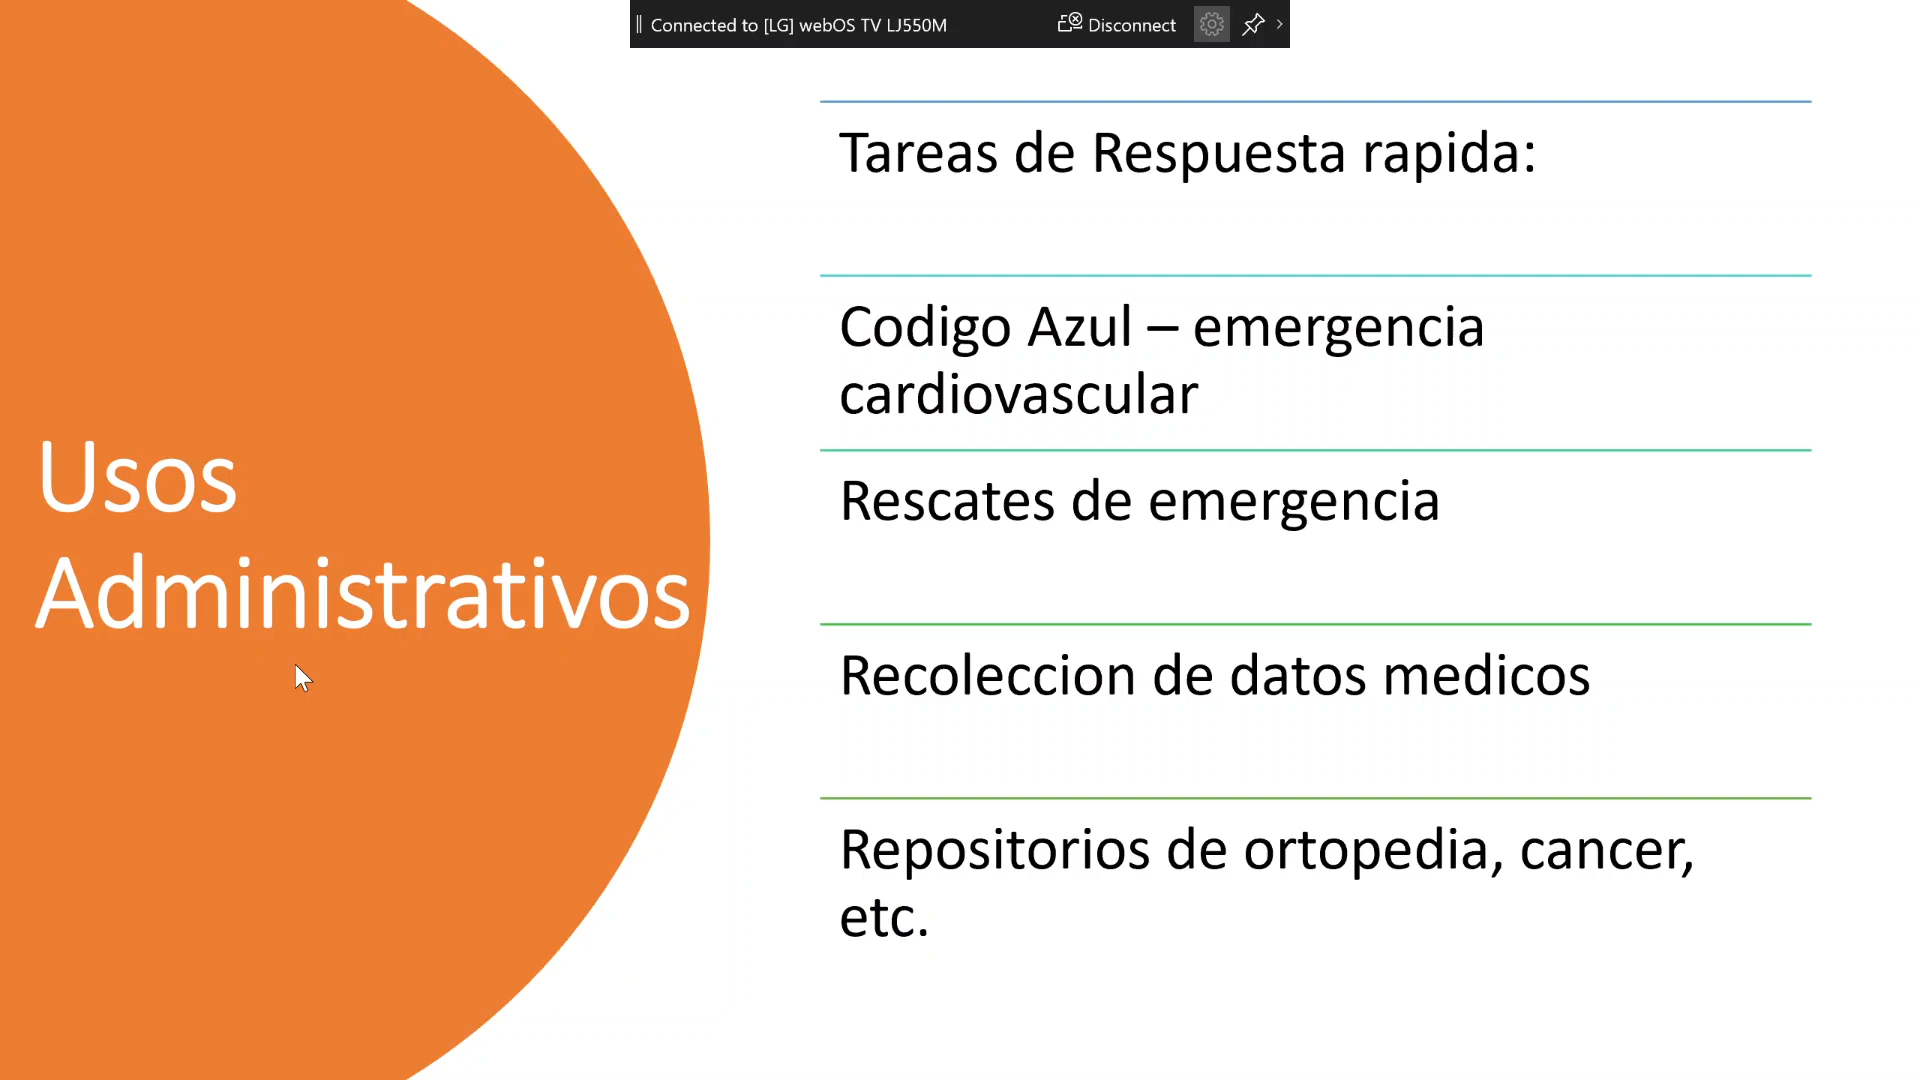 Connected to [LG] webOS TV LJ550M
Disconnect
Usos
Administrativos
Tareas de Respuesta rapida:
Codigo Azul – emergencia
cardiovascular
Rescates de emergencia
Recoleccion de datos medicos
Repositorios de ortopedia, cancer,
etc.